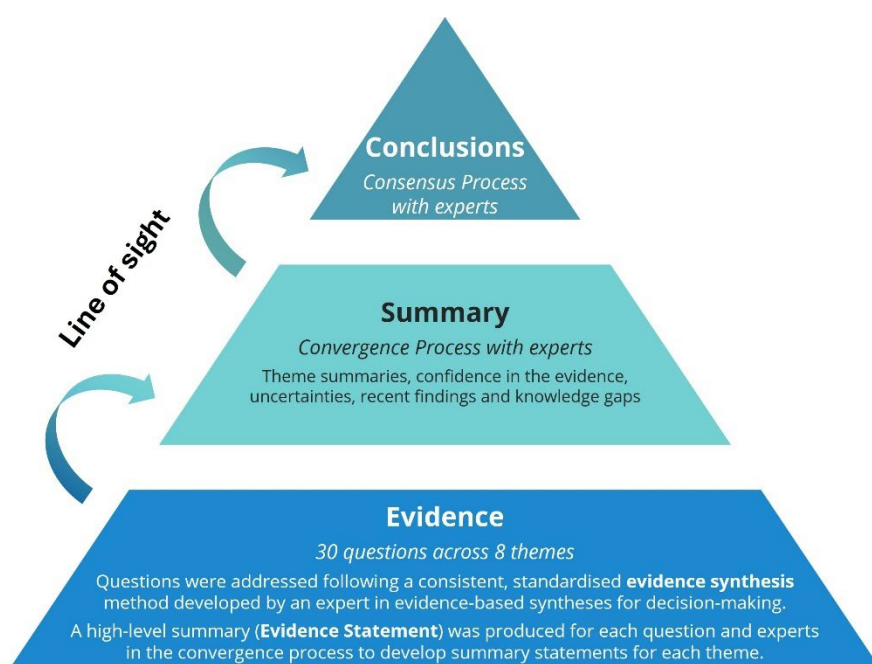 Conclusions
Consensus Process
with experts
Line of sight
Summary
Convergence Process with experts
Theme summaries, confidence in the evidence,
uncertainties, recent findings and knowledge gaps
Evidence
30 questions across 8 themes
Questions were addressed following a consistent, standardised evidence synthesis
method developed by an expert in evidence-based syntheses for decision-making.
A high-level summary (Evidence Statement) was produced for each question and experts
in the convergence process to develop summary statements for each theme.